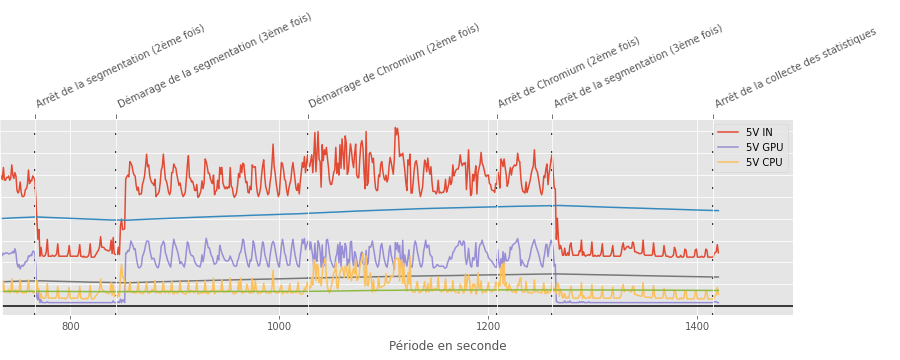 Arrêt de la segmentation (2ème fois)
Démarage de la segmentation (3ème fois)
Démarrage de Chromium (2ème fois)
Arrêt de Chromium (2ème fois)
Arrêt de la segmentation (3ème fois)
Arrêt de la collecte des statistiques
5V IN
5V GPU
5V CPU
800
1000
1200
1400
Période en seconde